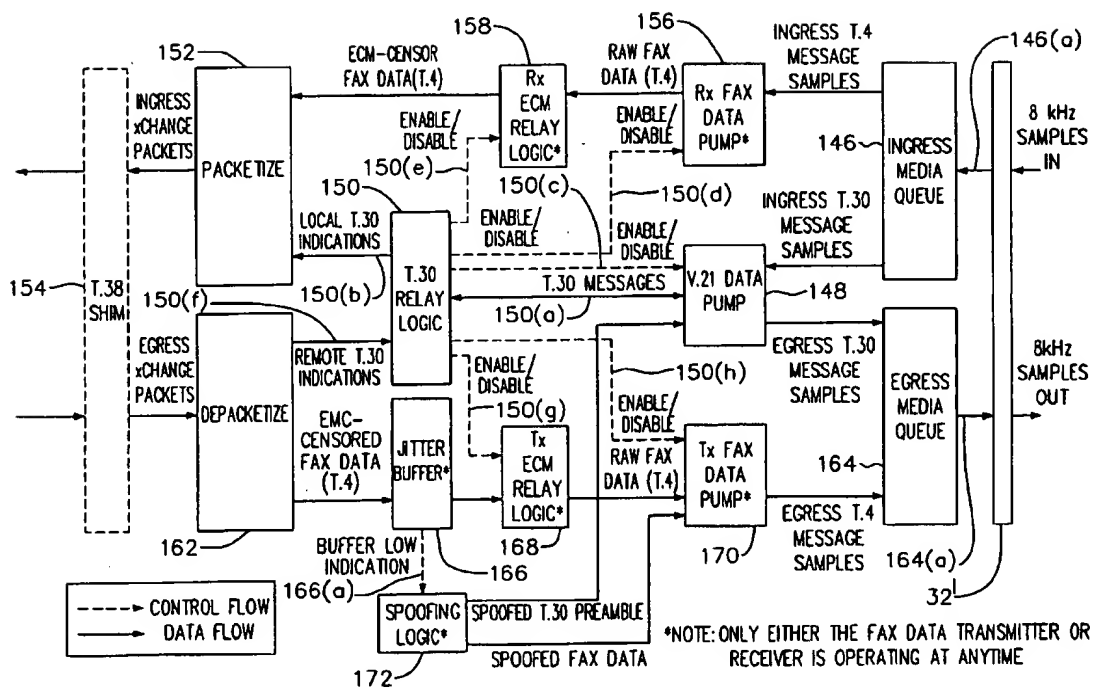 152
158
156
ECM-CENSOR
FAX DATA(T.4)
RAW FAX
DATA (T.4)
INGRESS T.4
MESSAGE
SAMPLES
146(a)
INGRESS
xCHANGE
PACKETS
PACKETIZE
Rx
ECM
RELAY
LOGIC*
Rx FAX
DATA
PUMP*
146
INGRESS
MEDIA
QUEUE
8 kHz
SAMPLES
IN
ENABLE/
DISABLE
ENABLE/
DISABLE
150(e)
150
150(c)
150(d)
LOCAL T.30
INDICATIONS
ENABLE/
DISABLE
ENABLE/
DISABLE
INGRESS T.30
MESSAGE
SAMPLES
154
T.38
SHIM
150(f)
150(b)
T.30
RELAY
LOGIC
T.30 MESSAGES
150(a)
V.21 DATA
PUMP
148
EGRESS
xCHANGE
PACKETS
REMOTE T.30
INDICATIONS
ENABLE/
DISABLE
150(h)
EGRESS T.30
MESSAGE
SAMPLES
EGRESS
MEDIA
QUEUE
8kHz
SAMPLES
OUT
DEPACKETIZE
EMC-
CENSORED
FAX DATA
(T.4)
150(g)
ENABLE/
DISABLE
JITTER
BUFFER*
Tx
ECM
RELAY
LOGIC*
RAW FAX
DATA (T.4)
Tx FAX
DATA
PUMP*
164
162
BUFFER LOW
INDICATION
168
166
170
EGRESS T.4
MESSAGE
SAMPLES
164(a)
166(a)
32
CONTROL FLOW
DATA FLOW
SPOOFING
LOGIC*
SPOOFED T.30 PREAMBLE
SPOOFED FAX DATA
172
*NOTE: ONLY EITHER THE FAX DATA TRANSMITTER OR
RECEIVER IS OPERATING AT ANYTIME